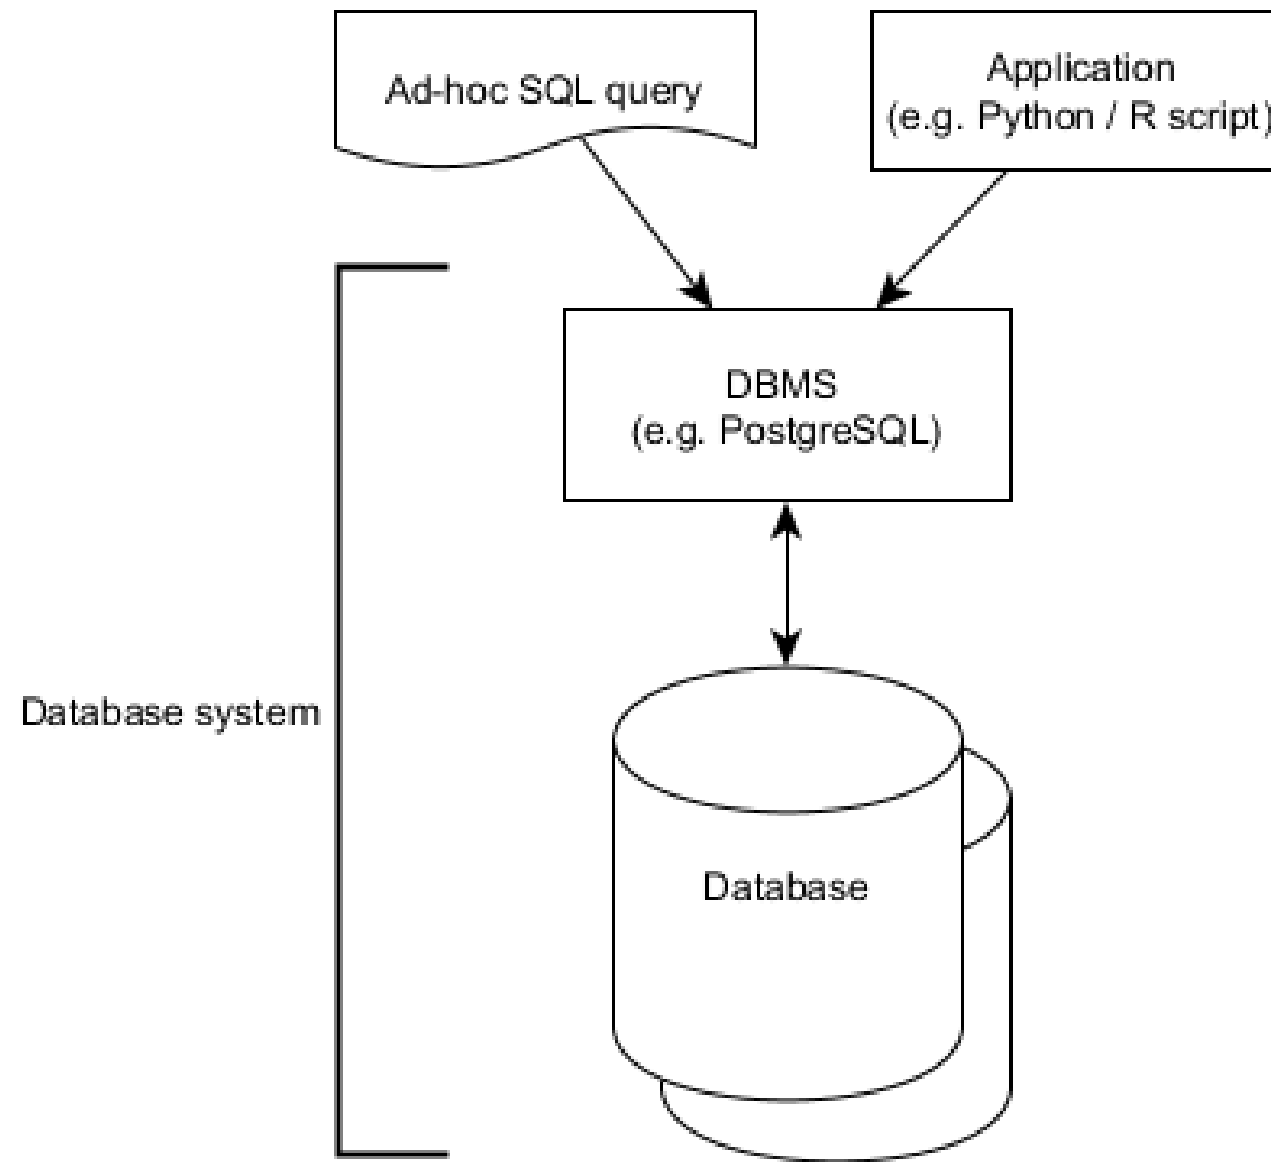 Ad-hoc SQL query
Application
(e.g. Python / R script)
DBMS
(e.g. PostgreSQL)
Database system
Database